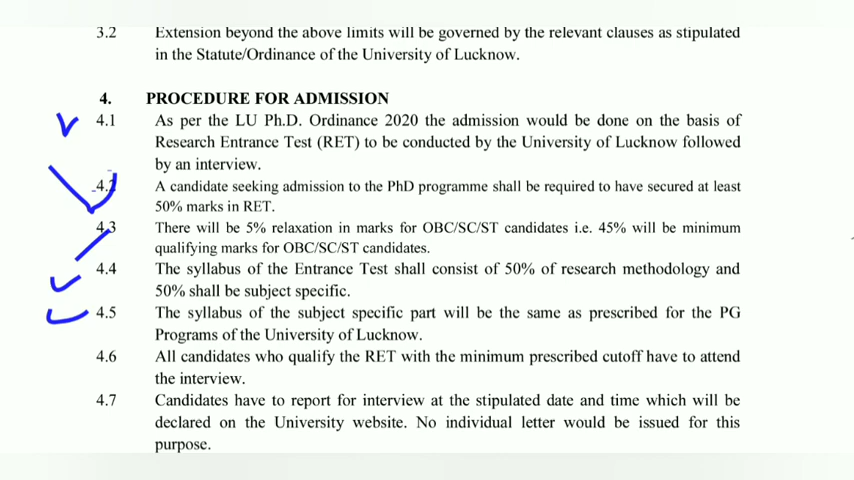 3.2 Extension beyond the above limits will be governed by the relevant clauses as stipulated
in the Statute/Ordinance of the University of Lucknow.
4. PROCEDURE FOR ADMISSION
4.1 As per the LU Ph.D. Ordinance 2020 the admission would be done on the basis of
Research Entrance Test (RET) to be conducted by the University of Lucknow followed
by an interview.
4.2 A candidate seeking admission to the PhD programme shall be required to have secured at least
50% marks in RET.
4.3 There will be 5% relaxation in marks for OBC/SC/ST candidates i.e. 45% will be minimum
qualifying marks for OBC/SC/ST candidates.
4.4 The syllabus of the Entrance Test shall consist of 50% of research methodology and
50% shall be subject specific.
4.5 The syllabus of the subject specific part will be the same as prescribed for the PG
Programs of the University of Lucknow.
4.6 All candidates who qualify the RET with the minimum prescribed cutoff have to attend
the interview.
4.7 Candidates have to report for interview at the stipulated date and time which will be
declared on the University website. No individual letter would be issued for this
purpose.